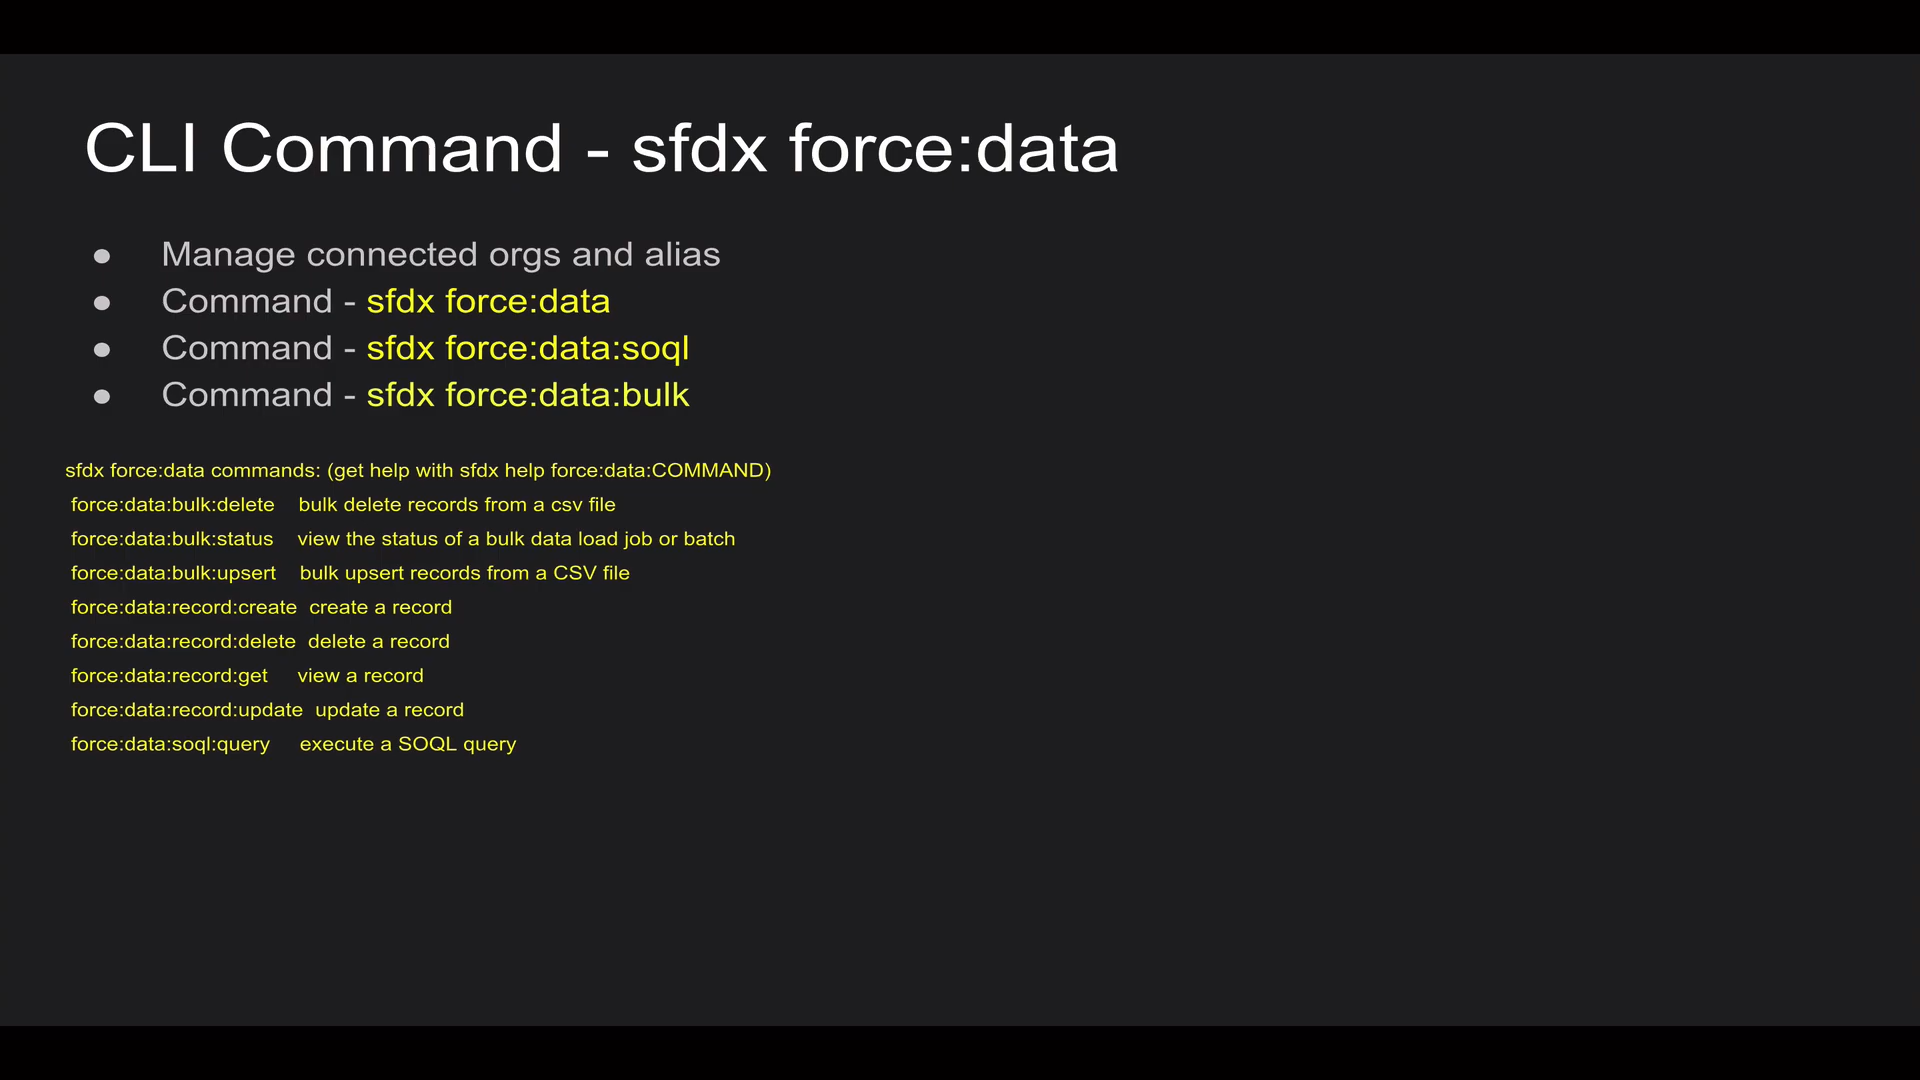 CLI Command - sfdx force:data
● Manage connected orgs and alias
● Command - sfdx force:data
● Command - sfdx force:data:soql
● Command - sfdx force:data:bulk
sfdx force:data commands: (get help with sfdx help force:data:COMMAND)
force:data:bulk:delete bulk delete records from a csv file
force:data:bulk:status view the status of a bulk data load job or batch
force:data:bulk:upsert bulk upsert records from a CSV file
force:data:record:create create a record
force:data:record:delete delete a record
force:data:record:get view a record
force:data:record:update update a record
force:data:soql:query execute a SOQL query